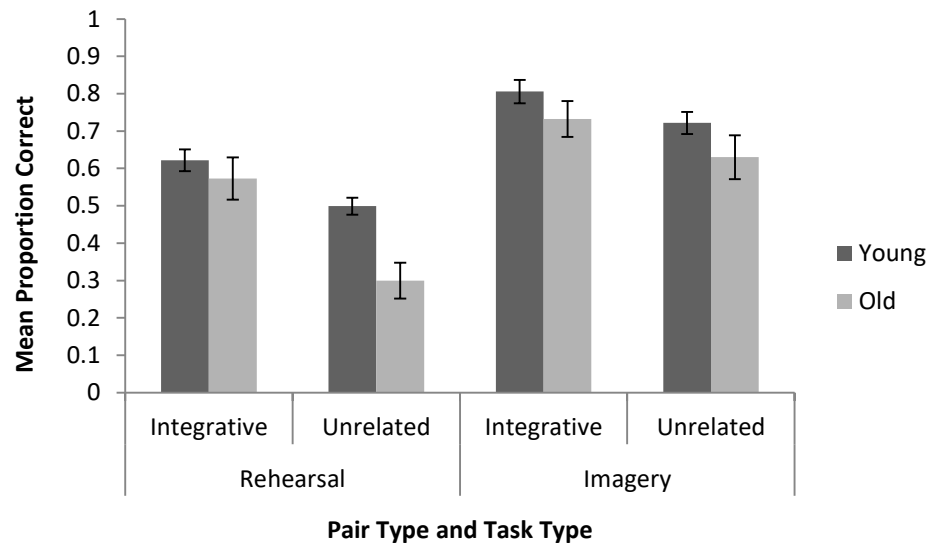 Mean Proportion Correct
1
0.9
0.8
0.7
0.6
0.5
0.4
0.3
0.2
0.1
0
Integrative
Unrelated
Integrative
Unrelated
Rehearsal
Imagery
Pair Type and Task Type
Young
Old